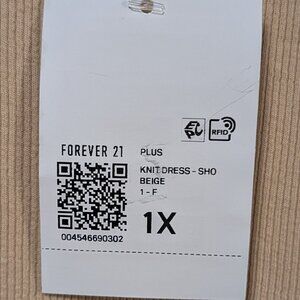 RFID
FOREVER 21
PLUS
KNIT DRESS - SHO
BEIGE
1 - F
1X
004546690302